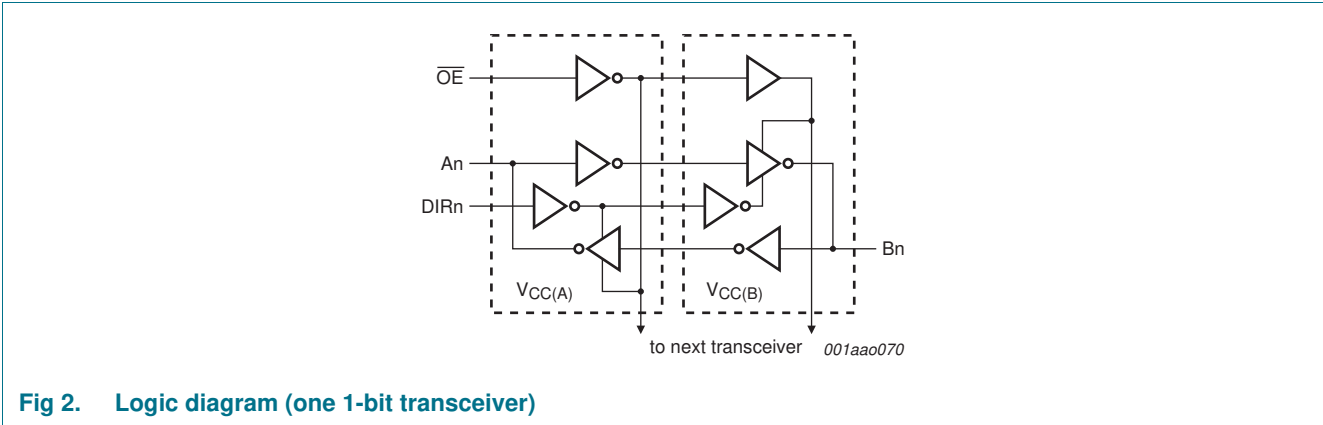 OE
An
DIRn
Bn
VCC(A)
VCC(B)
to next transceiver
001aao070
Fig 2. Logic diagram (one 1-bit transceiver)